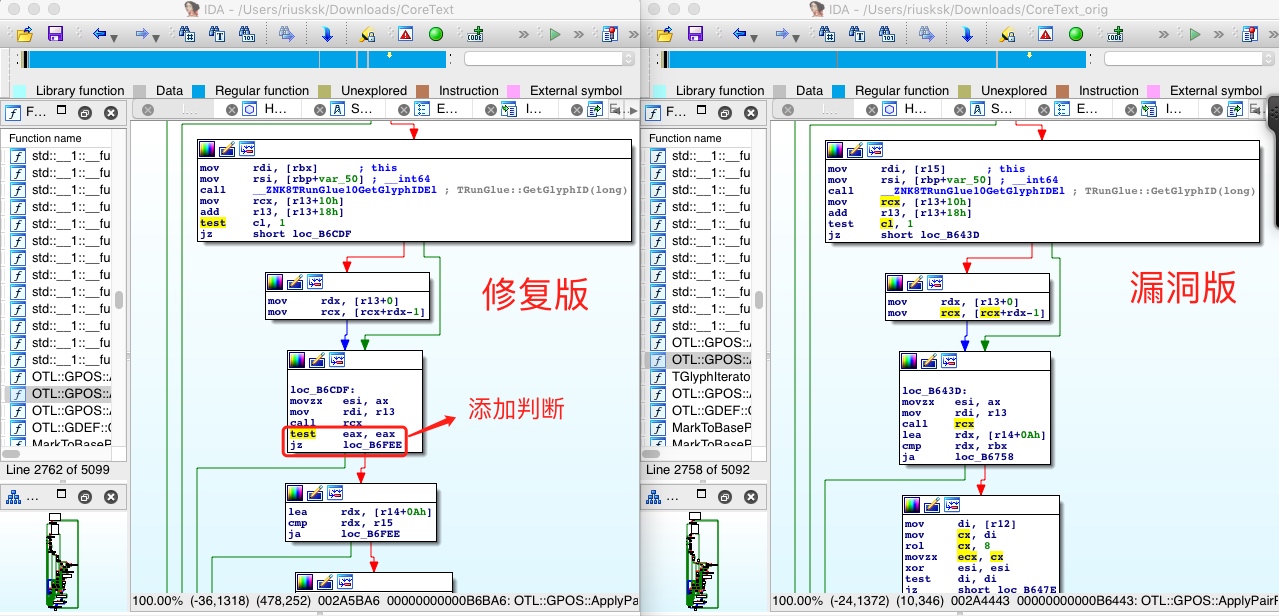 IDA - /Users/riusksk/Downloads/CoreText
Library function
Data
Regular function
Unexplored
Instruction
External symbol
F...
H...
S...
E...
I...
Function name
std::__1::__fu
std::__1::__fu
std::__1::__fu
std::__1::__fu
std::__1::__fu
std::__1::__fu
std::__1::__fu
std::__1::__fu
std::__1::__fu
std::__1::__fu
std::__1::__fu
std::__1::__fu
std::__1::__fu
OTL::GPOS::A
OTL::GPOS::A
OTL::GPOS::A
OTL::GDEF::G
MarkToBaseP
Line 2762 of 5099
...
mov rdi, [rbx] ; this
mov rsi, [rbp+var_50] ; __int64
call __ZNK8TRunGlue10GetGlyphIDEl ; TRunGlue::GetGlyphID(long)
mov rcx, [r13+10h]
add r13, [r13+18h]
test cl, 1
jz short loc_B6CDF
mov rdx, [r13+0]
mov rcx, [rcx+rdx-1]
修复版
loc_B6CDF:
movzx esi, ax
mov rdi, r13
call rcx
test eax, eax
jz loc_B6FEE
添加判断
lea rdx, [r14+0Ah]
cmp rdx, r15
ja loc_B6FEE
100.00% (-36,1318) (478,252) 002A5BA6 00000000000B6BA6: OTL::GPOS::ApplyPa
IDA - /Users/riusksk/Downloads/CoreText_orig
Library function
Data
Regular function
Unexplored
Instruction
External symbol
F...
H...
S...
E...
I...
Function name
std::__1::__fu
std::__1::__fu
std::__1::__fu
std::__1::__fu
std::__1::__fu
std::__1::__fu
std::__1::__fu
std::__1::__fu
std::__1::__fu
std::__1::__fu
std::__1::__fu
OTL::GPOS::A
OTL::GPOS::A
TGlyphIterato
OTL::GPOS::A
OTL::GDEF::G
MarkToBaseP
MarkToBaseP
Line 2758 of 5092
...
mov rdi, [r15] ; this
mov rsi, [rbp+var_50] ; __int64
call __ZNK8TRunGlue10GetGlyphIDEl ; TRunGlue::GetGlyphID(long)
mov rcx, [r13+10h]
add r13, [r13+18h]
test cl, 1
jz short loc_B643D
mov rdx, [r13+0]
mov rcx, [rcx+rdx-1]
漏洞版
loc_B643D:
movzx esi, ax
mov rdi, r13
call rcx
lea rdx, [r14+0Ah]
cmp rdx, rbx
ja loc_B6758
mov di, [r12]
mov cx, di
rol cx, 8
movzx ecx, cx
xor esi, esi
test di, di
jz short loc_B647E
100.00% (-24,1372) (10,346) 002A4443 00000000000B6443: OTL::GPOS::ApplyPairF